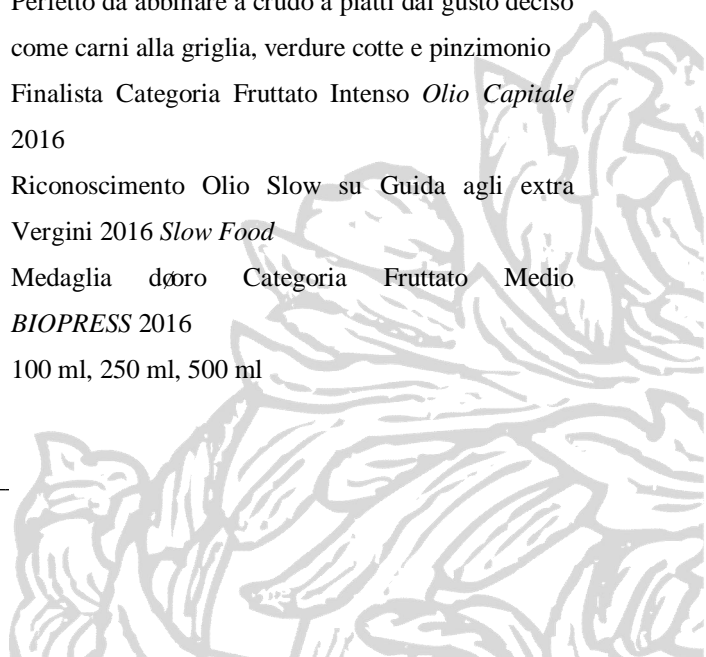 Perfetto da abbinare a crudo a piatti dal gusto deciso
come carni alla griglia, verdure cotte e pinzimonio
Finalista Categoria Fruttato Intenso Olio Capitale
2016
Riconoscimento Olio Slow su Guida agli extra
Vergini 2016 Slow Food
Medaglia døoro Categoria Fruttato Medio
BIOPRESS 2016
100 ml, 250 ml, 500 ml